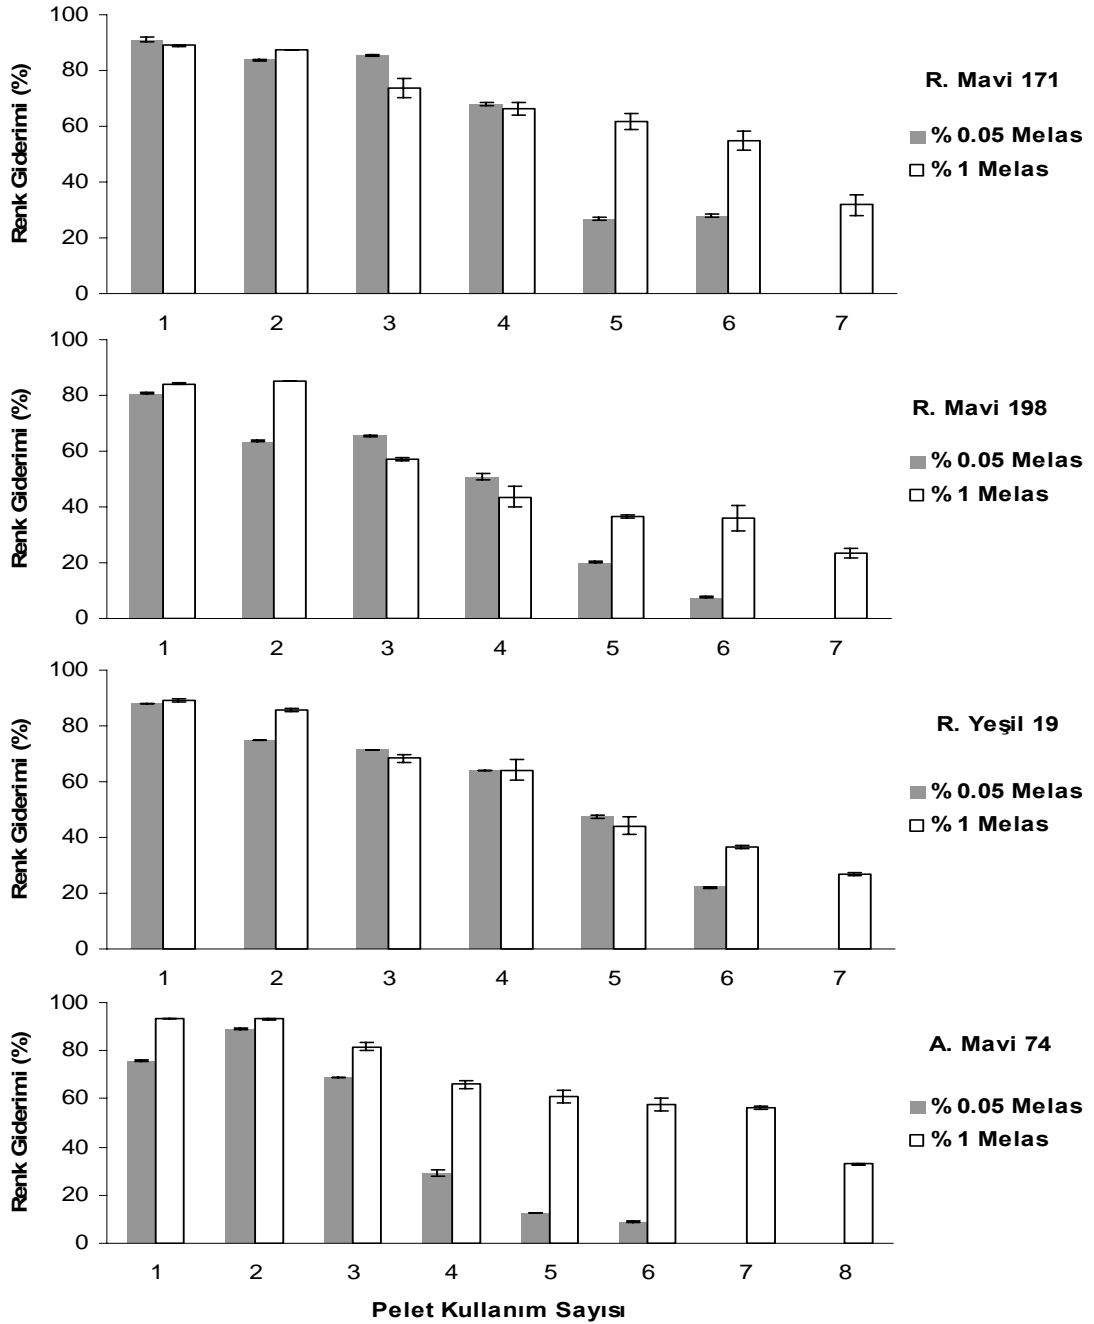 100
80
60
40
20
0
Renk Giderimi (%)
1 2 3 4 5 6 7
R. Mavi 171
% 0.05 Melas
% 1 Melas
100
80
60
40
20
0
Renk Giderimi (%)
1 2 3 4 5 6 7
R. Mavi 198
% 0.05 Melas
% 1 Melas
100
80
60
40
20
0
Renk Giderimi (%)
1 2 3 4 5 6 7
R. Yeşil 19
% 0.05 Melas
% 1 Melas
100
80
60
40
20
0
Renk Giderimi (%)
1 2 3 4 5 6 7 8
A. Mavi 74
% 0.05 Melas
% 1 Melas
Pelet Kullanım Sayısı